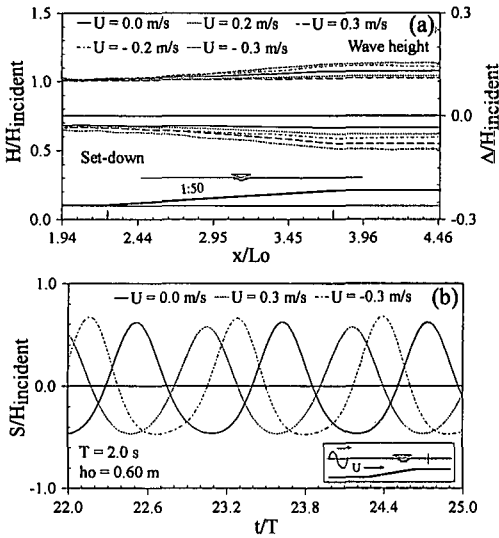 U = 0.0 m/s U = 0.2 m/s U = 0.3 m/s (a)
U = - 0.2 m/s U = - 0.3 m/s Wave height
Set-down
1:50
H/Hincident
1.5
1.0
0.5
0.0
Δ/Hincident
0.3
0.0
-0.3
1.94 2.44 2.95 3.45 3.96 4.46
x/Lo
U = 0.0 m/s U = 0.3 m/s U = -0.3 m/s (b)
S/Hincident
1.0
0.0
-1.0
T = 2.0 s
ho = 0.60 m
U
22.0 22.6 23.2 23.8 24.4 25.0
t/T